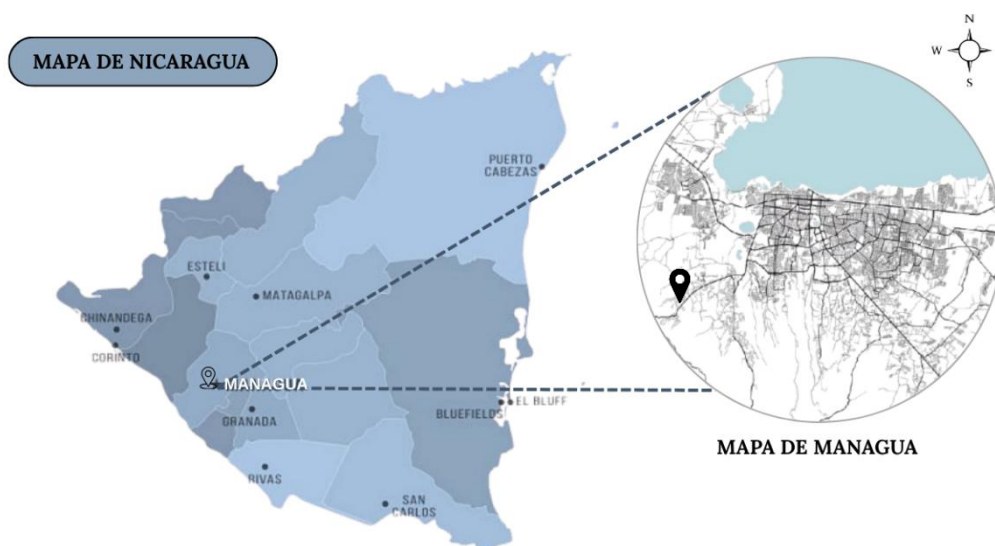 MAPA DE NICARAGUA
N
W
S
PUERTO
CABEZAS
ESTELI
MATAGALPA
CHINANDEGA
CORINTO
MANAGUA
GRANADA
BLUEFIELDS
EL BLUFF
RIVAS
SAN
CARLOS
MAPA DE MANAGUA